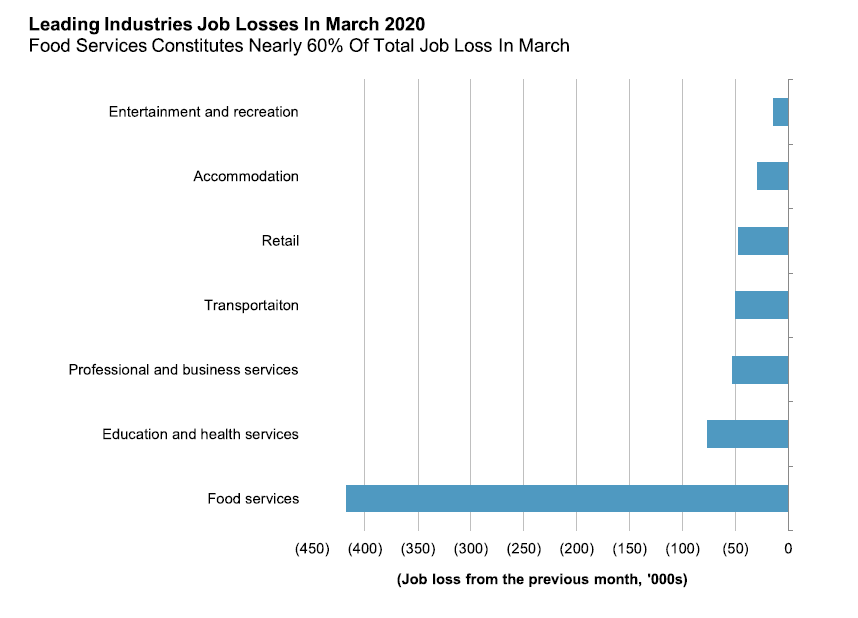 Leading Industries Job Losses In March 2020
Food Services Constitutes Nearly 60% Of Total Job Loss In March
Entertainment and recreation
Accommodation
Retail
Transportaiton
Professional and business services
Education and health services
Food services
(450) (400) (350) (300) (250) (200) (150) (100) (50) 0
(Job loss from the previous month, '000s)